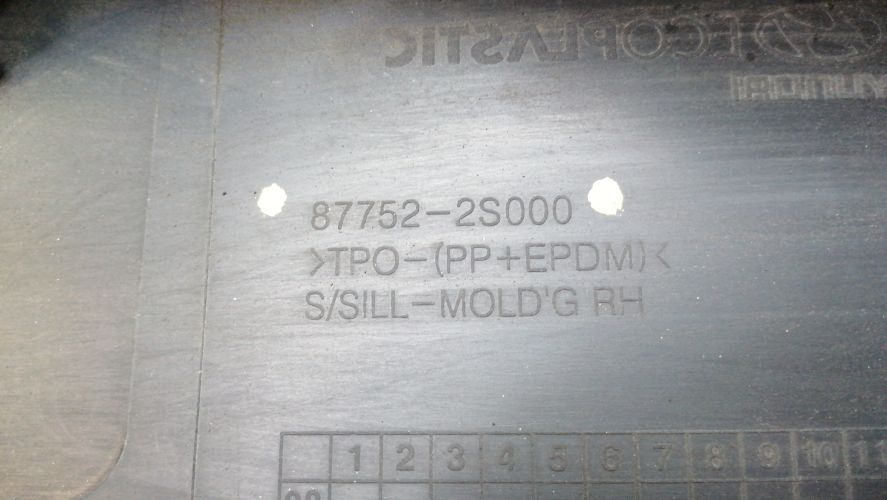 ECOPLASTIC
HYUNDAI
87752-2S000
>TPO-(PP+EPDM)<
S/SILL-MOLD'G RH
1 2 3 4 5 6 7 8 9 10 11